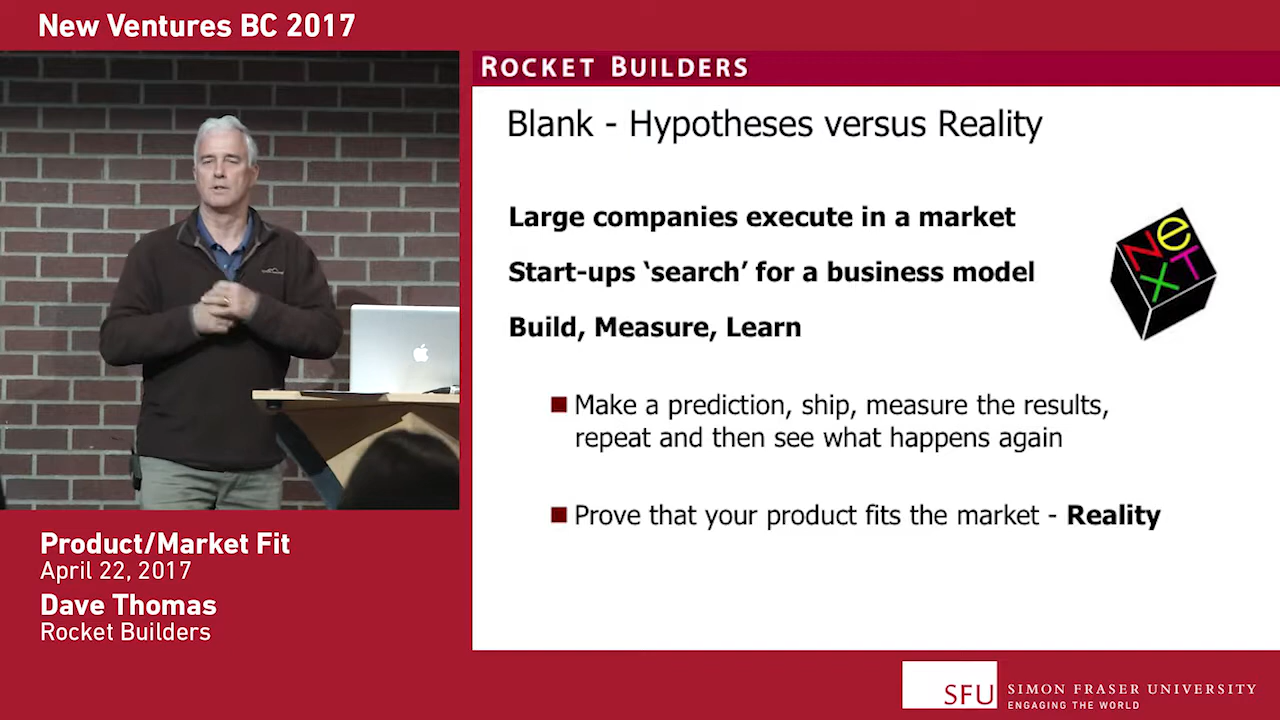 New Ventures BC 2017
ROCKET BUILDERS
Blank - Hypotheses versus Reality
Large companies execute in a market
Start-ups ‘search’ for a business model
Build, Measure, Learn
Make a prediction, ship, measure the results,
repeat and then see what happens again
Prove that your product fits the market - Reality
NeXT
Product/Market Fit
April 22, 2017
Dave Thomas
Rocket Builders
SFU
SIMON FRASER UNIVERSITY
ENGAGING THE WORLD